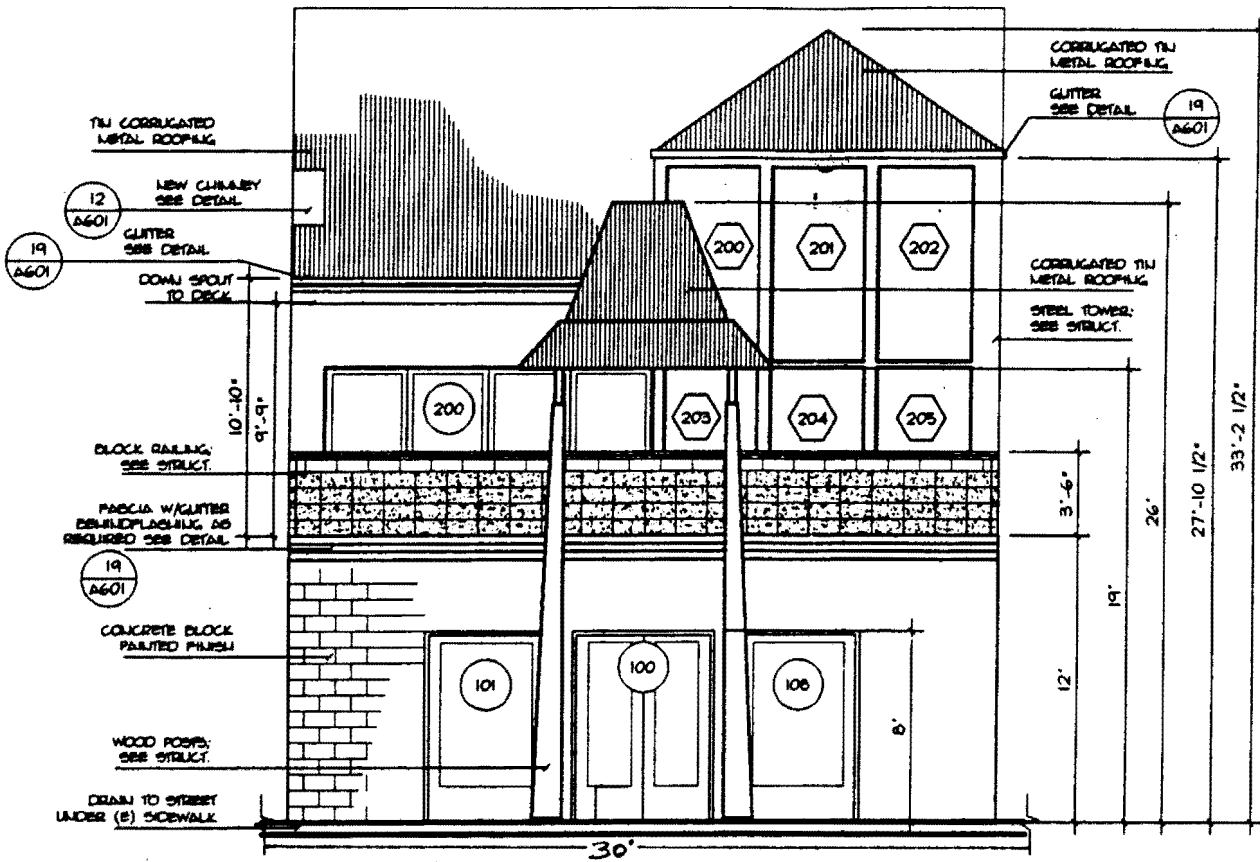 CORRUGATED TIN
METAL ROOFING
GUTTER
SEE DETAIL
19
A601
TIN CORRUGATED
METAL ROOFING
12
A601
NEW CHIMNEY
SEE DETAIL
19
A601
GUTTER
SEE DETAIL
DOWN SPOUT
TO DECK
200
201
202
CORRUGATED TIN
METAL ROOFING
STEEL TOWER;
SEE STRUCT.
10'-10"
9'-9"
200
203
204
205
BLOCK RAILING;
SEE STRUCT.
FASCIA W/GUTTER
BEHINDFLASHING AS
REQUIRED SEE DETAIL
19
A601
3'-6"
26'
27'-10 1/2"
33'-2 1/2"
19'
12'
8'
CONCRETE BLOCK
PAINTED FINISH
101
100
108
WOOD POSTS;
SEE STRUCT.
DRAIN TO STREET
UNDER (E) SIDEWALK
30'